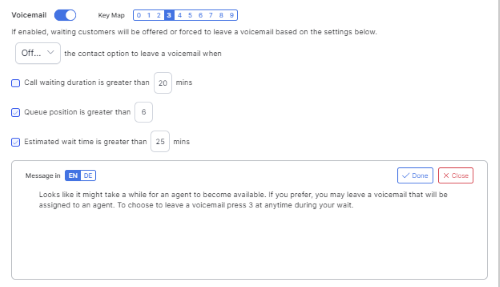 Voicemail Key Map 0 1 2 3 4 5 6 7 8 9
If enabled, waiting customers will be offered or forced to leave a voicemail based on the settings below.
Off... the contact option to leave a voicemail when
Call waiting duration is greater than 20 mins
Queue position is greater than 6
Estimated wait time is greater than 25 mins
Message in EN DE Done Close
Looks like it might take a while for an agent to become available. If you prefer, you may leave a voicemail that will be
assigned to an agent. To choose to leave a voicemail press 3 at anytime during your wait.